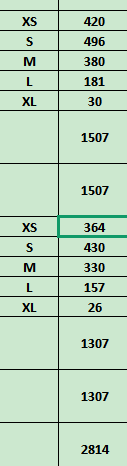 XS 420
S 496
M 380
L 181
XL 30
1507
1507
XS 364
S 430
M 330
L 157
XL 26
1307
1307
2814